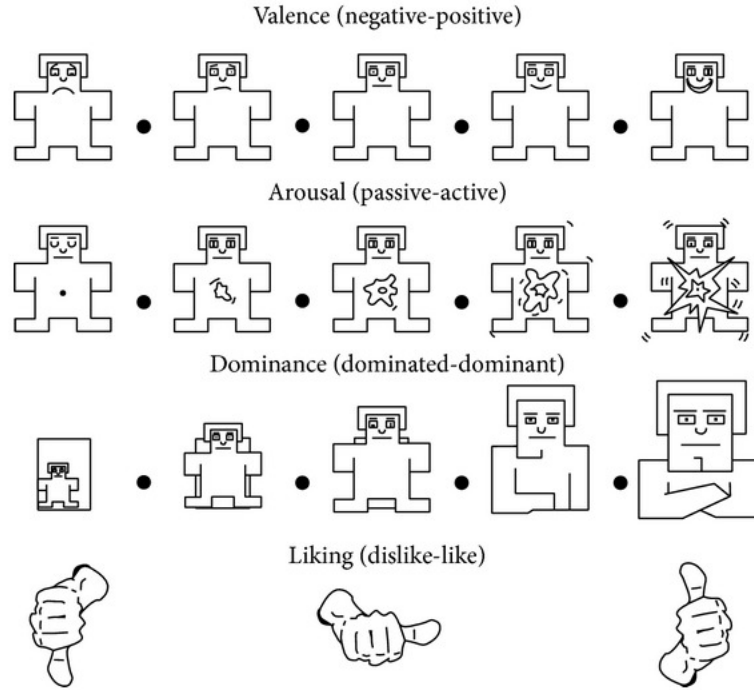 Valence (negative-positive)
Arousal (passive-active)
Dominance (dominated-dominant)
Liking (dislike-like)